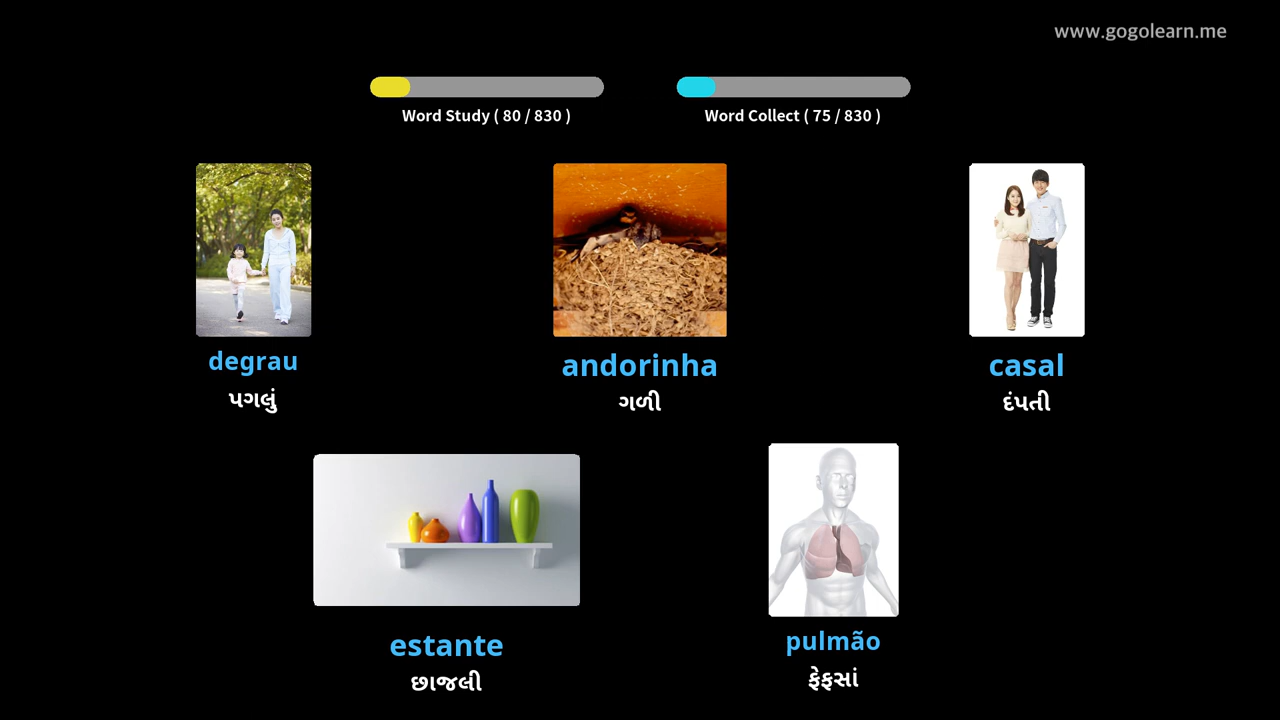 www.gogolearn.me
Word Study ( 80 / 830 )
Word Collect ( 75 / 830 )
degrau
પગલું
andorinha
ગળી
casal
દંપતી
estante
છાજલી
pulmão
ફેફસાં